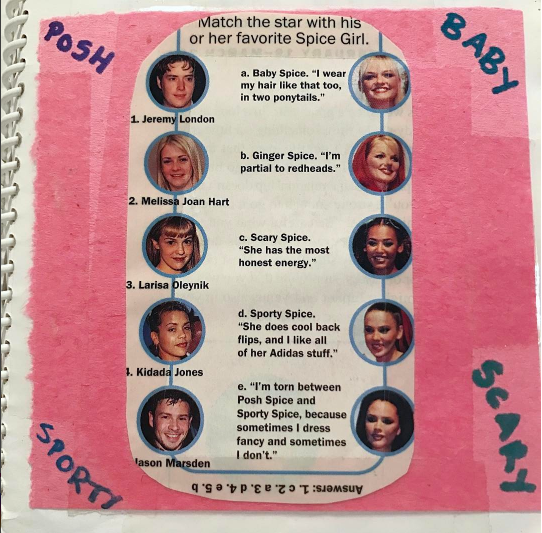 POSH
BABY
Match the star with his
or her favorite Spice Girl.
a. Baby Spice. “I wear
my hair like that too,
in two ponytails.”
1. Jeremy London
b. Ginger Spice. “I’m
partial to redheads.”
2. Melissa Joan Hart
c. Scary Spice.
“She has the most
honest energy.”
3. Larisa Oleynik
d. Sporty Spice.
“She does cool back
flips, and I like all
of her Adidas stuff.”
4. Kidada Jones
e. “I’m torn between
Posh Spice and
Sporty Spice, because
sometimes I dress
fancy and sometimes
I don’t.”
Jason Marsden
SCARY
SPORTY
Answers: 1. c 2. a 3. d 4. e 5. b